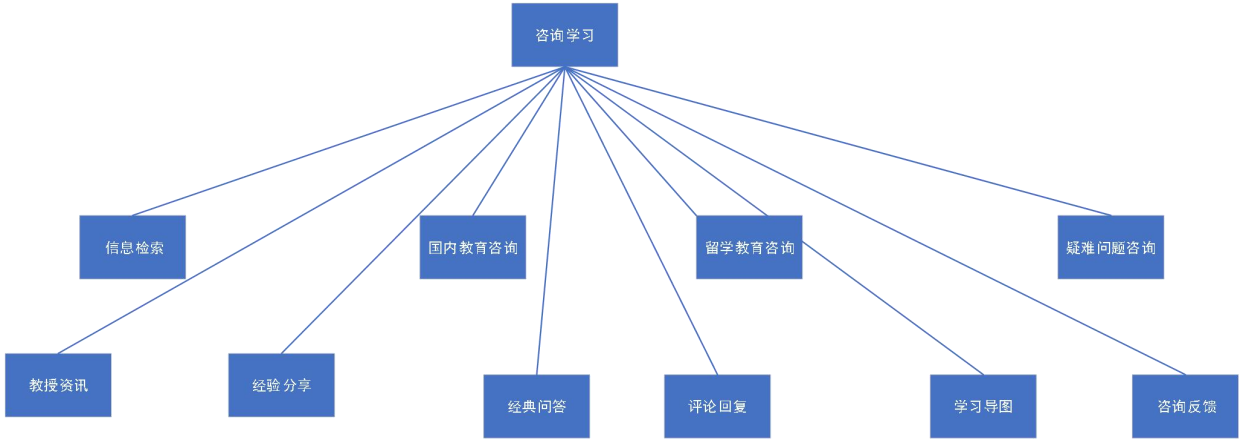 咨询学习
信息检索
国内教育咨询
留学教育咨询
疑难问题咨询
教授资讯
经验分享
经典问答
评论回复
学习导图
咨询反馈